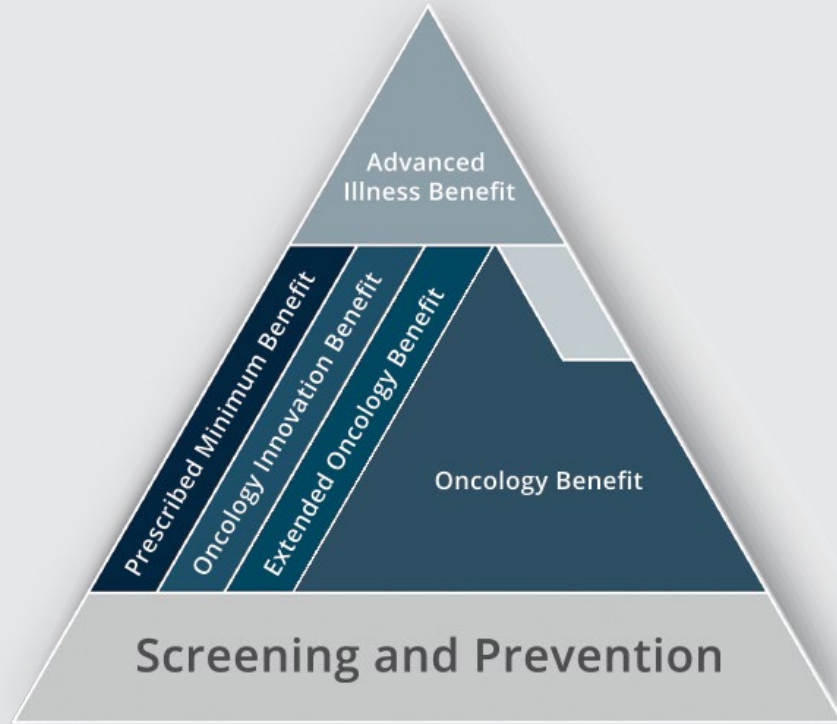 Advanced
Illness Benefit
Prescribed Minimum Benefit
Oncology Innovation Benefit
Extended Oncology Benefit
Oncology Benefit
Screening and Prevention